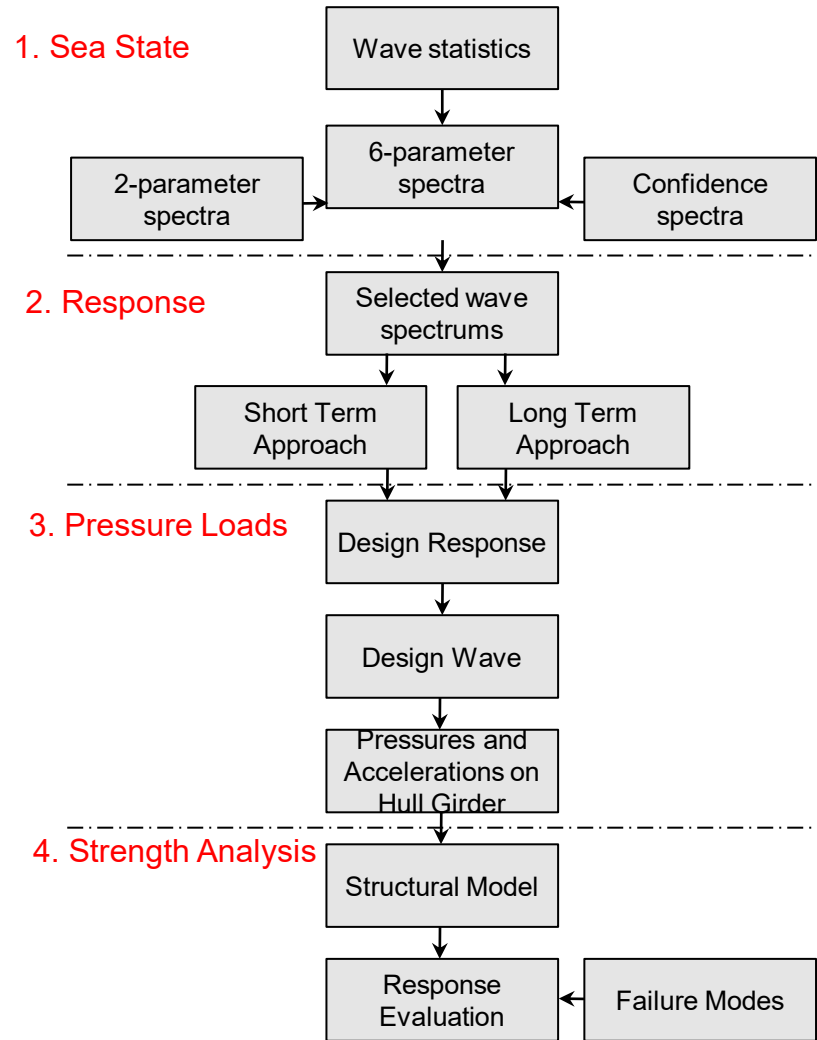 1. Sea State
Wave statistics
6-parameter
spectra
2-parameter
spectra
Confidence
spectra
2. Response
Selected wave
spectrums
Short Term
Approach
Long Term
Approach
3. Pressure Loads
Design Response
Design Wave
Pressures and
Accelerations on
Hull Girder
4. Strength Analysis
Structural Model
Response
Evaluation
Failure Modes